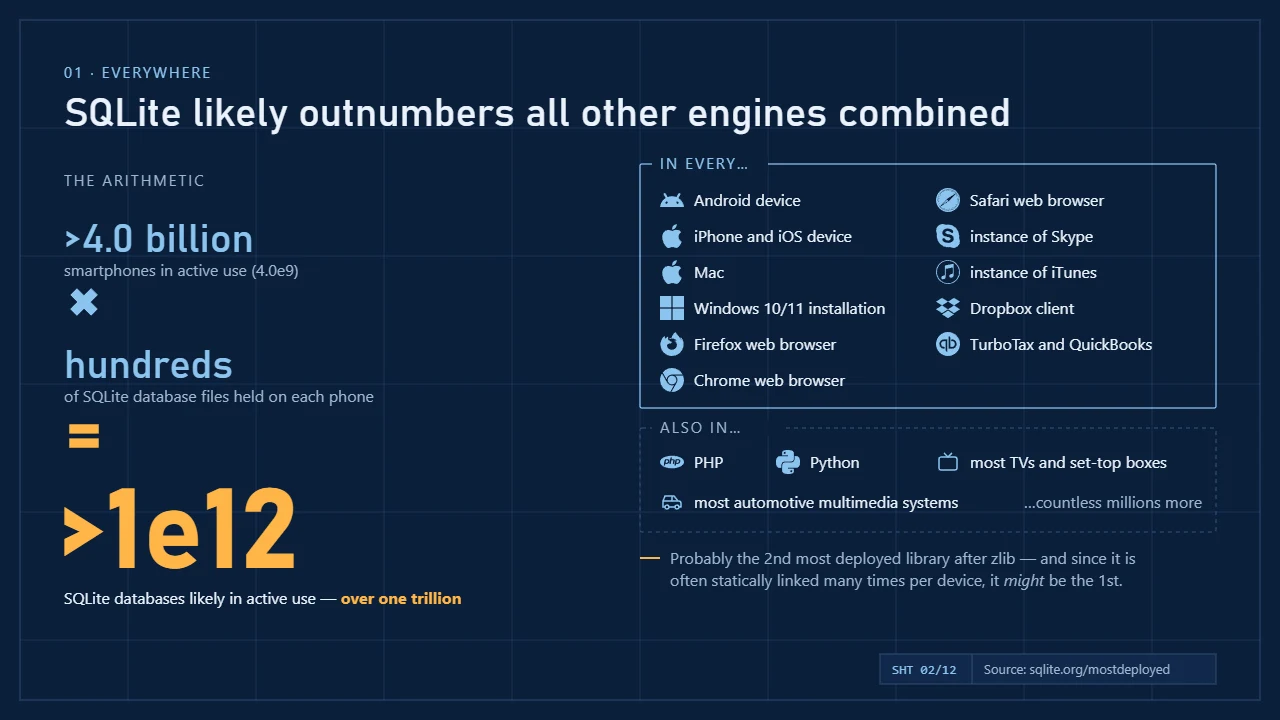 01 · EVERYWHERE
SQLite likely outnumbers all other engines combined
THE ARITHMETIC
>4.0 billion
smartphones in active use (4.0e9)
✖
hundreds
of SQLite database files held on each phone
=
>1e12
SQLite databases likely in active use — over one trillion
IN EVERY…
Android device
iPhone and iOS device
Mac
Windows 10/11 installation
Firefox web browser
Chrome web browser
Safari web browser
instance of Skype
instance of iTunes
Dropbox client
qb
TurboTax and QuickBooks
ALSO IN…
php
PHP
Python
most TVs and set-top boxes
most automotive multimedia systems
…countless millions more
Probably the 2nd most deployed library after zlib — and since it is
often statically linked many times per device, it might be the 1st.
SHT 02/12
Source: sqlite.org/mostdeployed